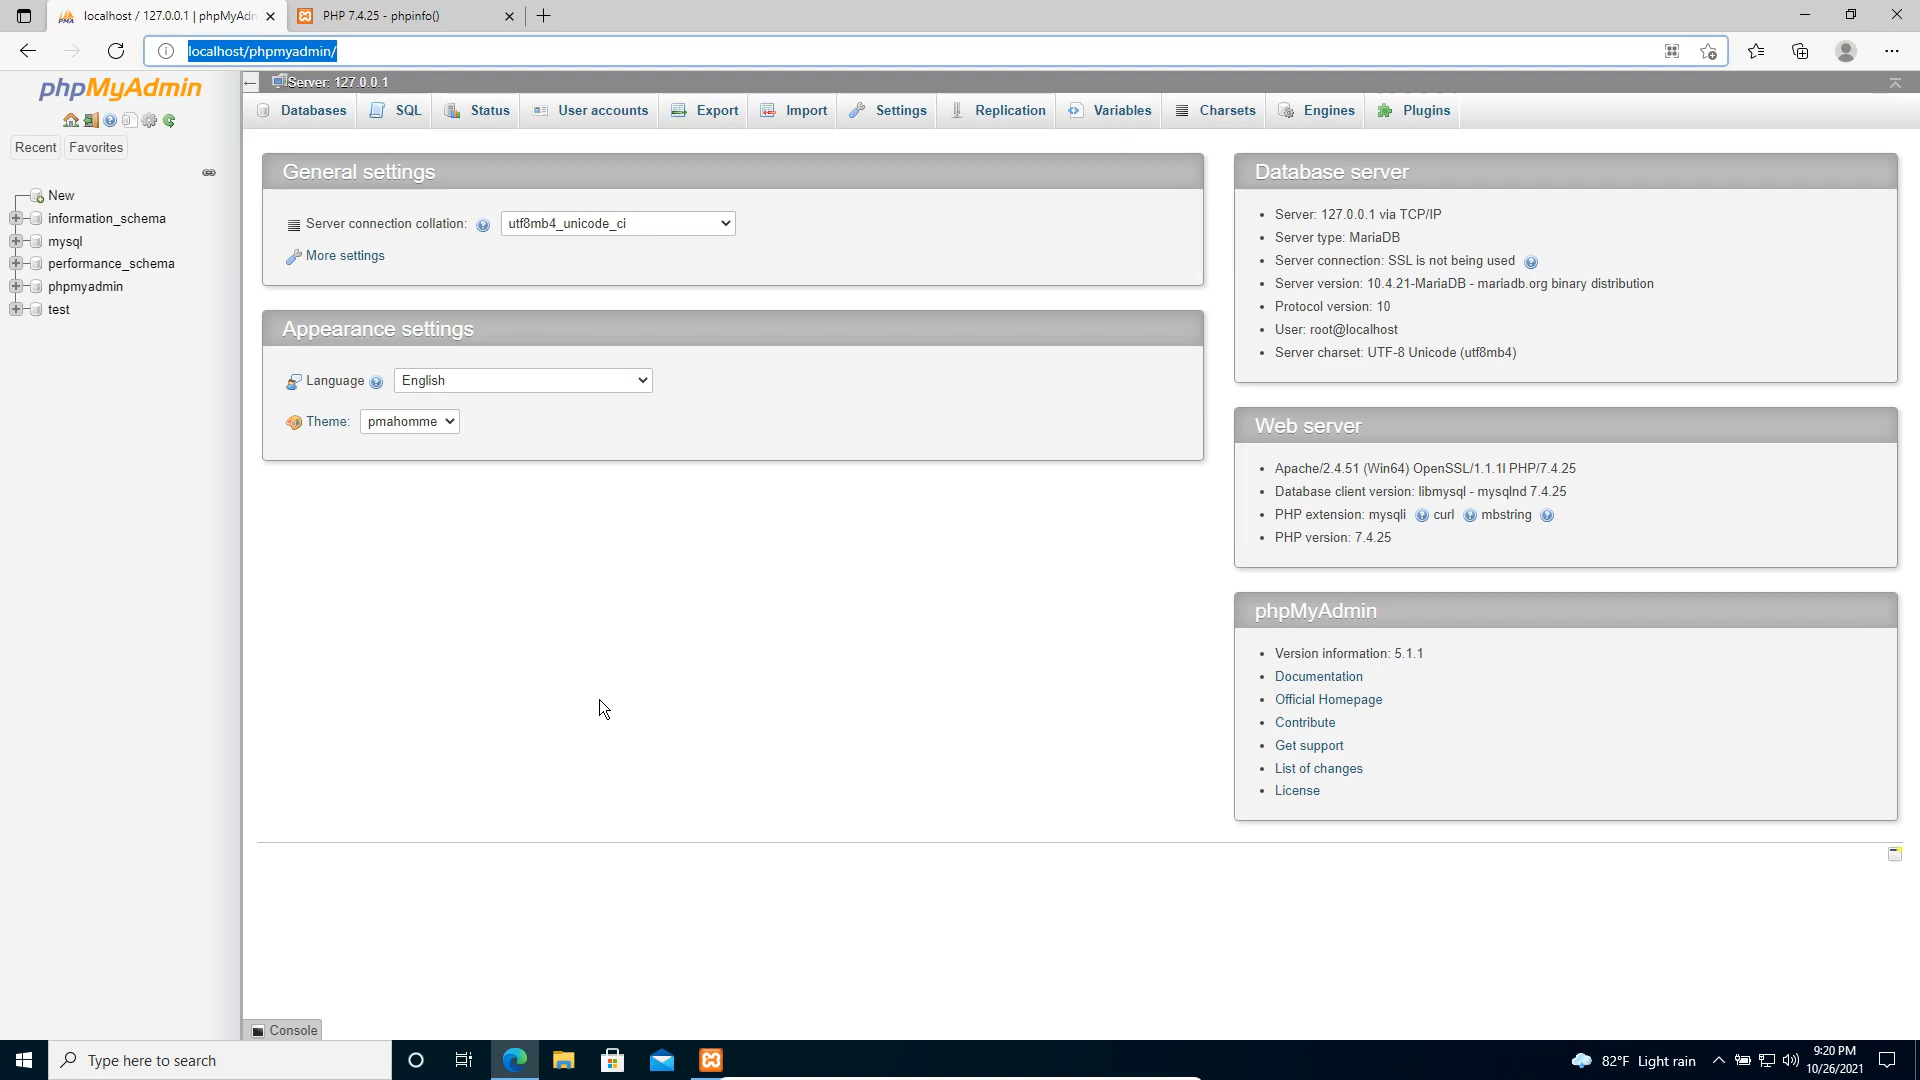 localhost / 127.0.0.1 | phpMyAdm
PHP 7.4.25 - phpinfo()
localhost/phpmyadmin/
phpMyAdmin
Recent
Favorites
New
information_schema
mysql
performance_schema
phpmyadmin
test
Server: 127.0.0.1
Databases
SQL
Status
User accounts
Export
Import
Settings
Replication
Variables
Charsets
Engines
Plugins
General settings
Server connection collation:
utf8mb4_unicode_ci
More settings
Appearance settings
Language
English
Theme:
pmahomme
Database server
Server: 127.0.0.1 via TCP/IP
Server type: MariaDB
Server connection: SSL is not being used
Server version: 10.4.21-MariaDB - mariadb.org binary distribution
Protocol version: 10
User: root@localhost
Server charset: UTF-8 Unicode (utf8mb4)
Web server
Apache/2.4.51 (Win64) OpenSSL/1.1.1l PHP/7.4.25
Database client version: libmysql - mysqlnd 7.4.25
PHP extension: mysqli curl mbstring
PHP version: 7.4.25
phpMyAdmin
Version information: 5.1.1
Documentation
Official Homepage
Contribute
Get support
List of changes
License
Console
Type here to search
82°F Light rain
9:20 PM
10/26/2021